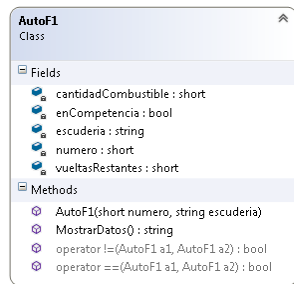 AutoF1
Class
Fields
cantidadCombustible : short
enCompetencia : bool
escuderia : string
numero : short
vueltasRestantes : short
Methods
AutoF1(short numero, string escuderia)
MostrarDatos() : string
operator !=(AutoF1 a1, AutoF1 a2) : bool
operator ==(AutoF1 a1, AutoF1 a2) : bool